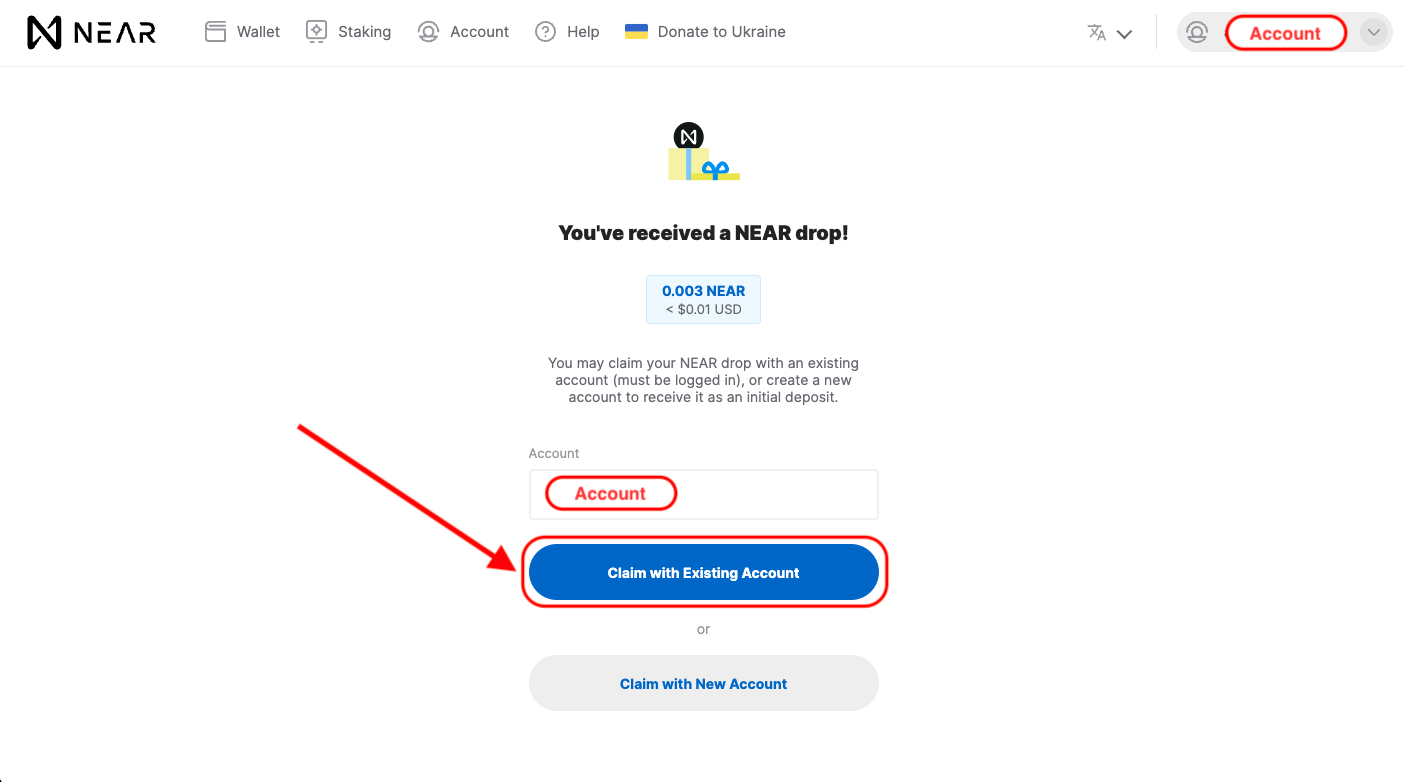 NEAR
Wallet
Staking
Account
Help
Donate to Ukraine
Account
You've received a NEAR drop!
0.003 NEAR
< $0.01 USD
You may claim your NEAR drop with an existing
account (must be logged in), or create a new
account to receive it as an initial deposit.
Account
Account
Claim with Existing Account
or
Claim with New Account